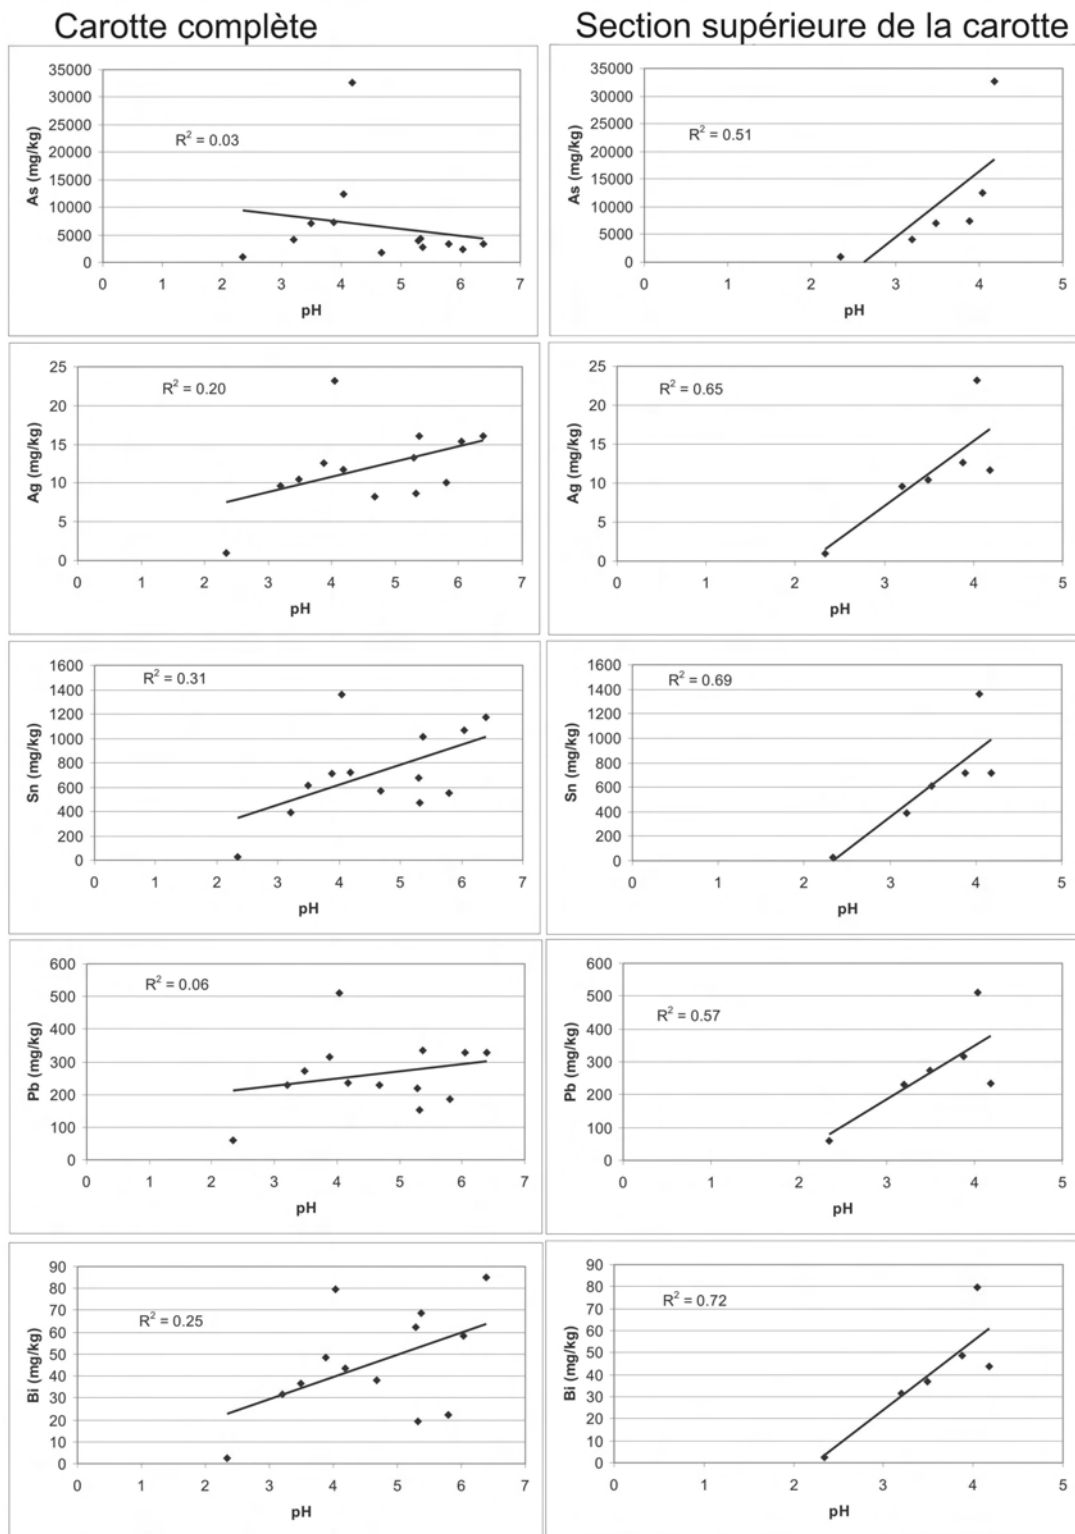 Carotte complète
Section supérieure de la carotte
35000
30000
25000
20000
15000
10000
5000
0
As (mg/kg)
R² = 0.03
0 1 2 3 4 5 6 7
pH
35000
30000
25000
20000
15000
10000
5000
0
As (mg/kg)
R² = 0.51
0 1 2 3 4 5
pH
25
20
15
10
5
0
Ag (mg/kg)
R² = 0.20
0 1 2 3 4 5 6 7
pH
25
20
15
10
5
0
Ag (mg/kg)
R² = 0.65
0 1 2 3 4 5
pH
1600
1400
1200
1000
800
600
400
200
0
Sn (mg/kg)
R² = 0.31
0 1 2 3 4 5 6 7
pH
1600
1400
1200
1000
800
600
400
200
0
Sn (mg/kg)
R² = 0.69
0 1 2 3 4 5
pH
600
500
400
300
200
100
0
Pb (mg/kg)
R² = 0.06
0 1 2 3 4 5 6 7
pH
600
500
400
300
200
100
0
Pb (mg/kg)
R² = 0.57
0 1 2 3 4 5
pH
90
80
70
60
50
40
30
20
10
0
Bi (mg/kg)
R² = 0.25
0 1 2 3 4 5 6 7
pH
90
80
70
60
50
40
30
20
10
0
Bi (mg/kg)
R² = 0.72
0 1 2 3 4 5
pH